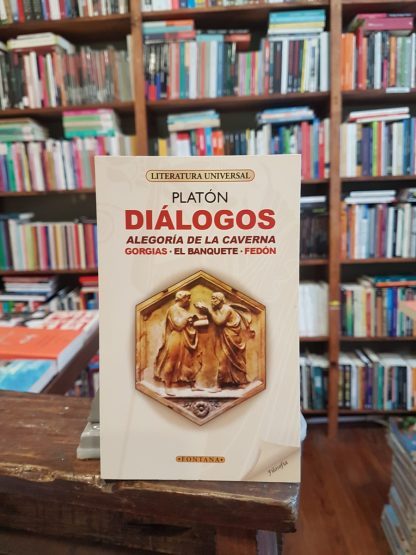 LITERATURA UNIVERSAL
PLATÓN
DIÁLOGOS
ALEGORÍA DE LA CAVERNA
GORGIAS · EL BANQUETE · FEDÓN
•FONTANA•
Filosofía